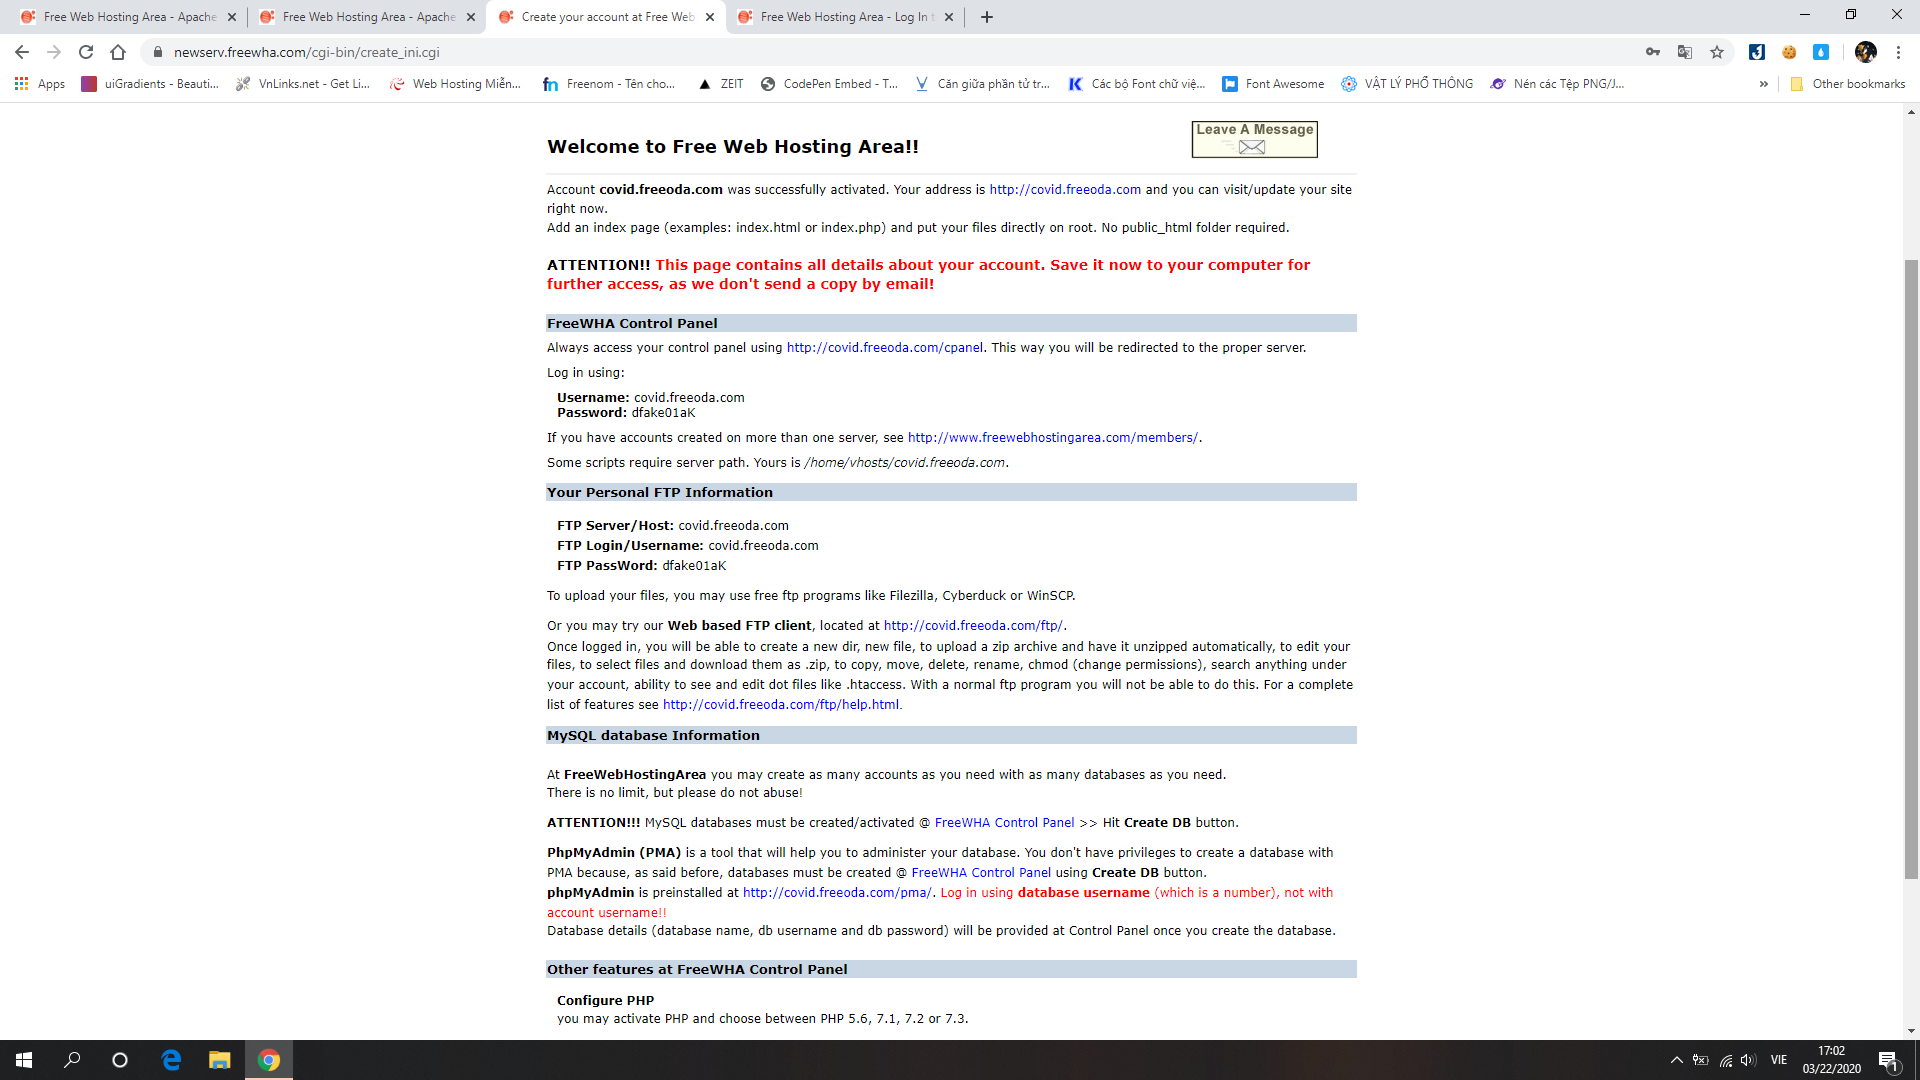 Free Web Hosting Area - Apache
Free Web Hosting Area - Apache
Create your account at Free Web
Free Web Hosting Area - Log In t
newserv.freewha.com/cgi-bin/create_ini.cgi
Apps
uiGradients - Beauti...
VnLinks.net - Get Li...
Web Hosting Miễn...
Freenom - Tên cho...
ZEIT
CodePen Embed - T...
Căn giữa phần tử tr...
Các bộ Font chữ việ...
Font Awesome
VẬT LÝ PHỔ THÔNG
Nén các Tệp PNG/J...
»
Other bookmarks
Leave A Message
Welcome to Free Web Hosting Area!!
Account covid.freeoda.com was successfully activated. Your address is http://covid.freeoda.com and you can visit/update your site
right now.
Add an index page (examples: index.html or index.php) and put your files directly on root. No public_html folder required.
ATTENTION!! This page contains all details about your account. Save it now to your computer for
further access, as we don't send a copy by email!
FreeWHA Control Panel
Always access your control panel using http://covid.freeoda.com/cpanel. This way you will be redirected to the proper server.
Log in using:
Username: covid.freeoda.com
Password: dfake01aK
If you have accounts created on more than one server, see http://www.freewebhostingarea.com/members/.
Some scripts require server path. Yours is /home/vhosts/covid.freeoda.com.
Your Personal FTP Information
FTP Server/Host: covid.freeoda.com
FTP Login/Username: covid.freeoda.com
FTP PassWord: dfake01aK
To upload your files, you may use free ftp programs like Filezilla, Cyberduck or WinSCP.
Or you may try our Web based FTP client, located at http://covid.freeoda.com/ftp/.
Once logged in, you will be able to create a new dir, new file, to upload a zip archive and have it unzipped automatically, to edit your
files, to select files and download them as .zip, to copy, move, delete, rename, chmod (change permissions), search anything under
your account, ability to see and edit dot files like .htaccess. With a normal ftp program you will not be able to do this. For a complete
list of features see http://covid.freeoda.com/ftp/help.html.
MySQL database Information
At FreeWebHostingArea you may create as many accounts as you need with as many databases as you need.
There is no limit, but please do not abuse!
ATTENTION!!! MySQL databases must be created/activated @ FreeWHA Control Panel >> Hit Create DB button.
PhpMyAdmin (PMA) is a tool that will help you to administer your database. You don't have privileges to create a database with
PMA because, as said before, databases must be created @ FreeWHA Control Panel using Create DB button.
phpMyAdmin is preinstalled at http://covid.freeoda.com/pma/. Log in using database username (which is a number), not with
account username!!
Database details (database name, db username and db password) will be provided at Control Panel once you create the database.
Other features at FreeWHA Control Panel
Configure PHP
you may activate PHP and choose between PHP 5.6, 7.1, 7.2 or 7.3.
VIE
17:02
03/22/2020
1